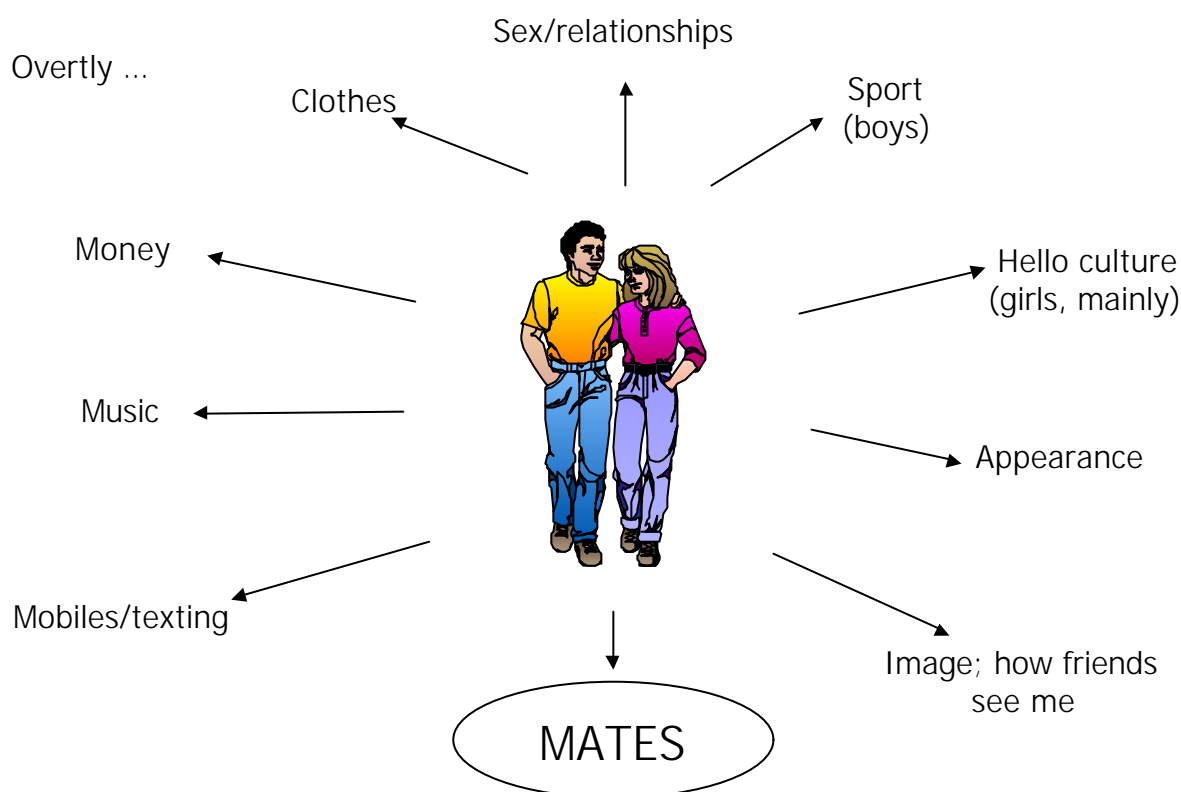 Sex/relationships
Overtly ...
Clothes
Sport
(boys)
Money
Hello culture
(girls, mainly)
Music
Appearance
Mobiles/texting
Image; how friends
see me
MATES